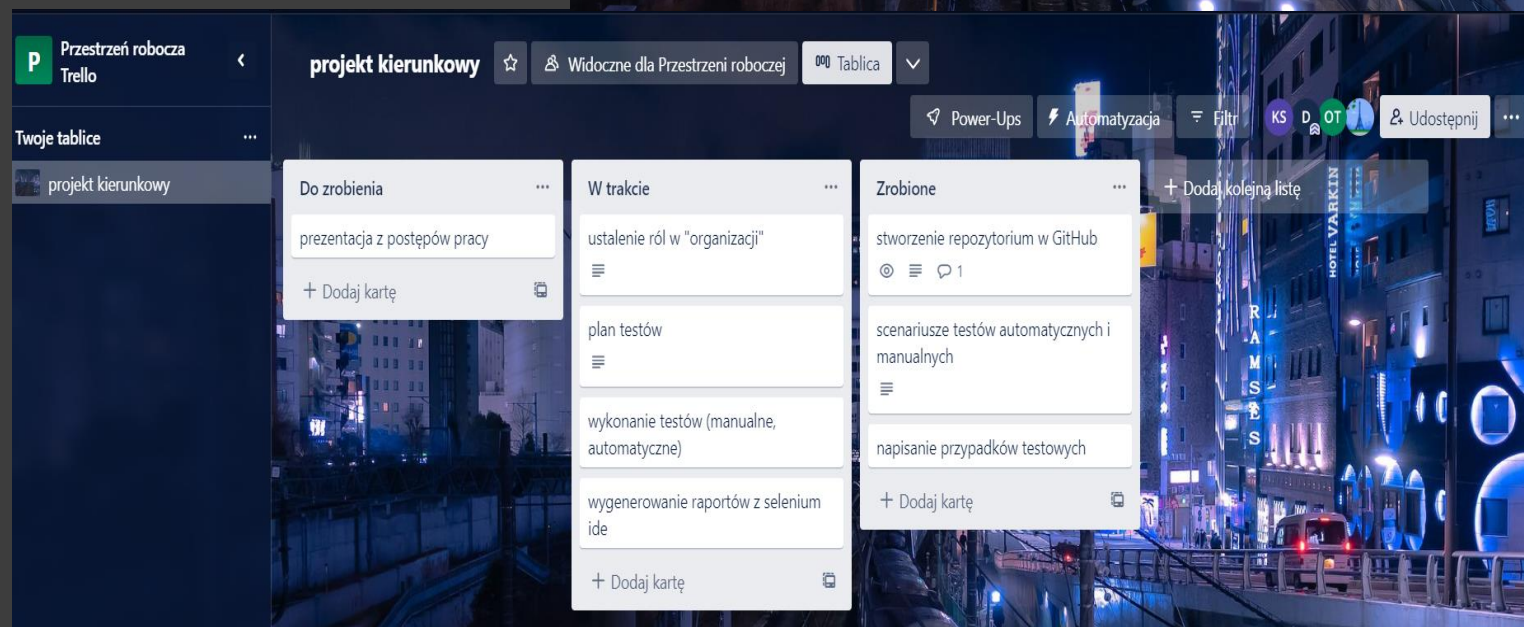 P
Przestrzeń robocza
Trello
Twoje tablice
projekt kierunkowy
projekt kierunkowy
Widoczne dla Przestrzeni roboczej
Tablica
Power-Ups
Automatyzacja
Filtr
KS
D
OT
Udostępnij
Do zrobienia
prezentacja z postępów pracy
+ Dodaj kartę
W trakcie
ustalenie ról w "organizacji"
plan testów
wykonanie testów (manualne,
automatyczne)
wygenerowanie raportów z selenium
ide
+ Dodaj kartę
Zrobione
stworzenie repozytorium w GitHub
1
scenariusze testów automatycznych i
manualnych
napisanie przypadków testowych
+ Dodaj kartę
+ Dodaj kolejną listę
HOTEL VARKIN
RAMSES